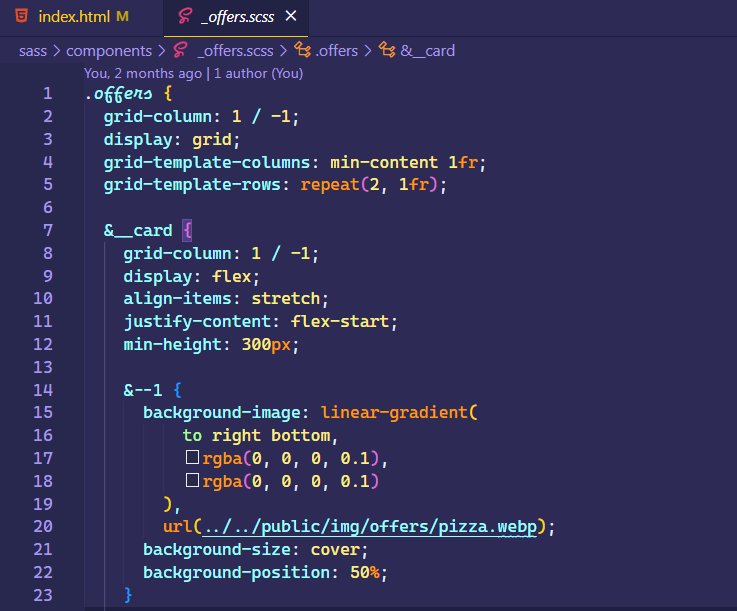 index.html M
_offers.scss ✕
sass > components > _offers.scss > .offers > &__card
You, 2 months ago | 1 author (You)
1 .offers {
2 grid-column: 1 / -1;
3 display: grid;
4 grid-template-columns: min-content 1fr;
5 grid-template-rows: repeat(2, 1fr);
6
7 &__card {
8 grid-column: 1 / -1;
9 display: flex;
10 align-items: stretch;
11 justify-content: flex-start;
12 min-height: 300px;
13
14 &--1 {
15 background-image: linear-gradient(
16 to right bottom,
17 rgba(0, 0, 0, 0.1),
18 rgba(0, 0, 0, 0.1)
19 ),
20 url(../../public/img/offers/pizza.webp);
21 background-size: cover;
22 background-position: 50%;
23 }